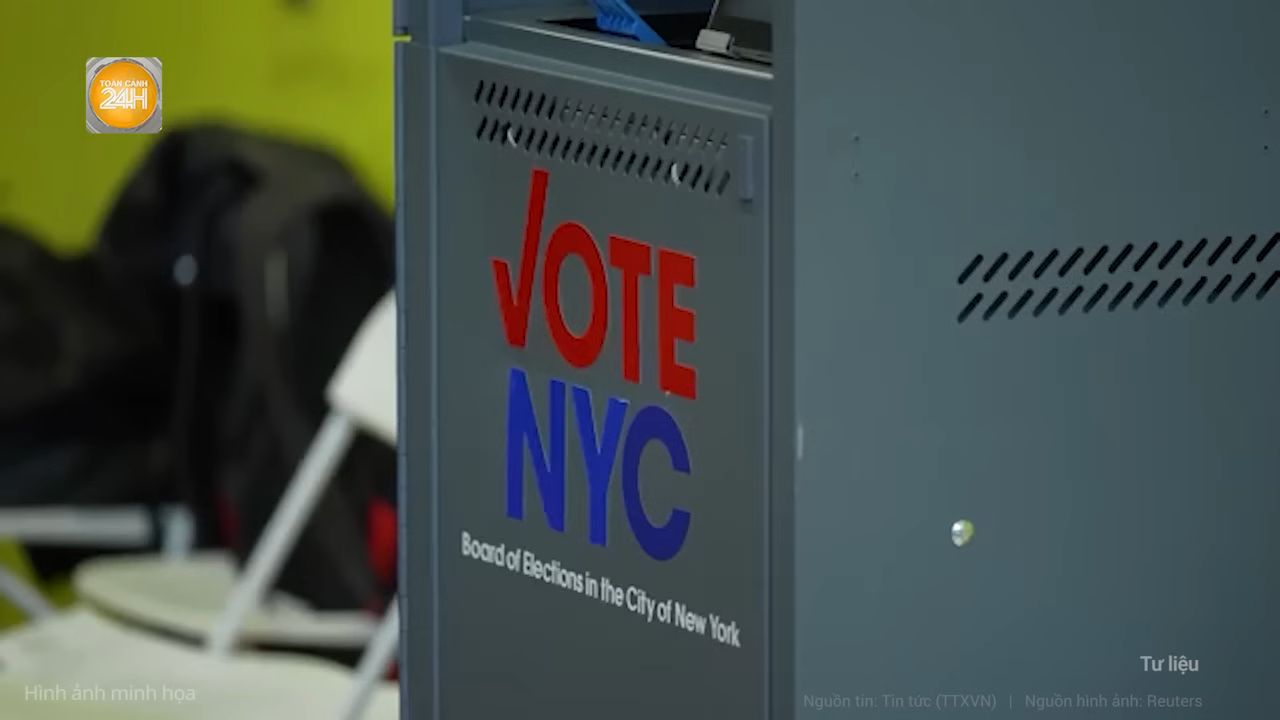 TOÀN CẢNH
24H
VOTE
NYC
Board of Elections in the City of New York
Tư liệu
Hình ảnh minh họa
Nguồn tin: Tin tức (TTXVN) | Nguồn hình ảnh: Reuters